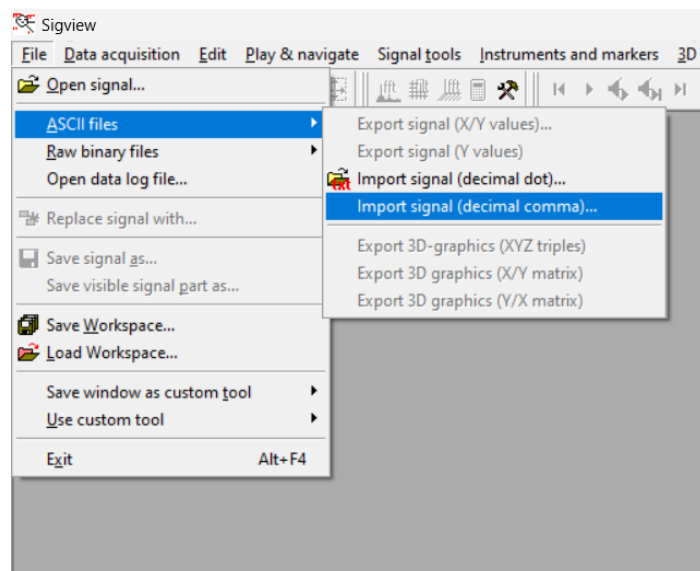 Sigview
File Data acquisition Edit Play & navigate Signal tools Instruments and markers 3D
Open signal...
ASCII files
Raw binary files
Open data log file...
Replace signal with...
Save signal as...
Save visible signal part as...
Save Workspace...
Load Workspace...
Save window as custom tool
Use custom tool
Exit Alt+F4
Export signal (X/Y values)...
Export signal (Y values)
TXT Import signal (decimal dot)...
Import signal (decimal comma)...
Export 3D-graphics (XYZ triples)
Export 3D graphics (X/Y matrix)
Export 3D graphics (Y/X matrix)